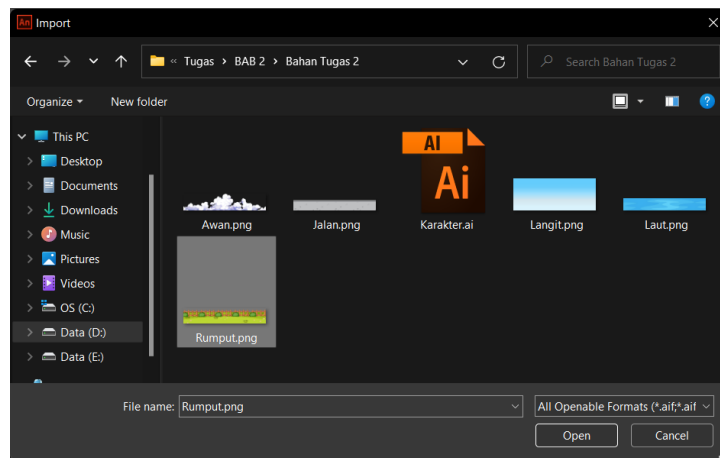 An Import
« Tugas > BAB 2 > Bahan Tugas 2
Search Bahan Tugas 2
Organize New folder
This PC
Desktop
Documents
Downloads
Music
Pictures
Videos
OS (C:)
Data (D:)
Data (E:)
AI
Ai
Awan.png Jalan.png Karakter.ai Langit.png Laut.png
Rumput.png
File name: Rumput.png All Openable Formats (*.aif;*.aif
Open Cancel